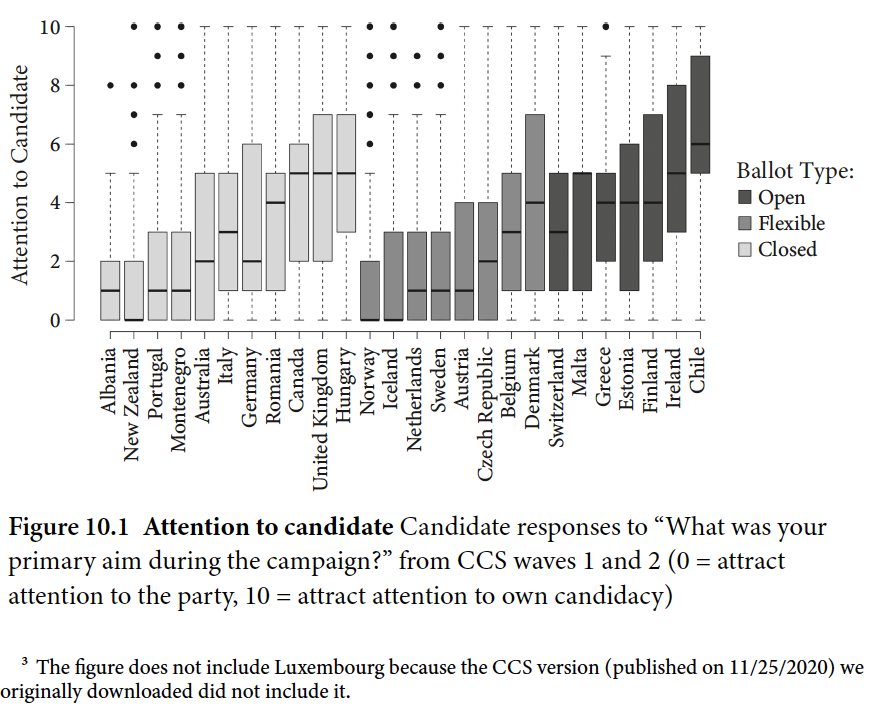 10
8
6
4
2
0
Attention to Candidate
Ballot Type:
Open
Flexible
Closed
Albania
New Zealand
Portugal
Montenegro
Australia
Italy
Germany
Romania
Canada
United Kingdom
Hungary
Norway
Iceland
Netherlands
Sweden
Austria
Czech Republic
Belgium
Denmark
Switzerland
Malta
Greece
Estonia
Finland
Ireland
Chile
Figure 10.1 Attention to candidate Candidate responses to “What was your
primary aim during the campaign?” from CCS waves 1 and 2 (0 = attract
attention to the party, 10 = attract attention to own candidacy)
³ The figure does not include Luxembourg because the CCS version (published on 11/25/2020) we
originally downloaded did not include it.